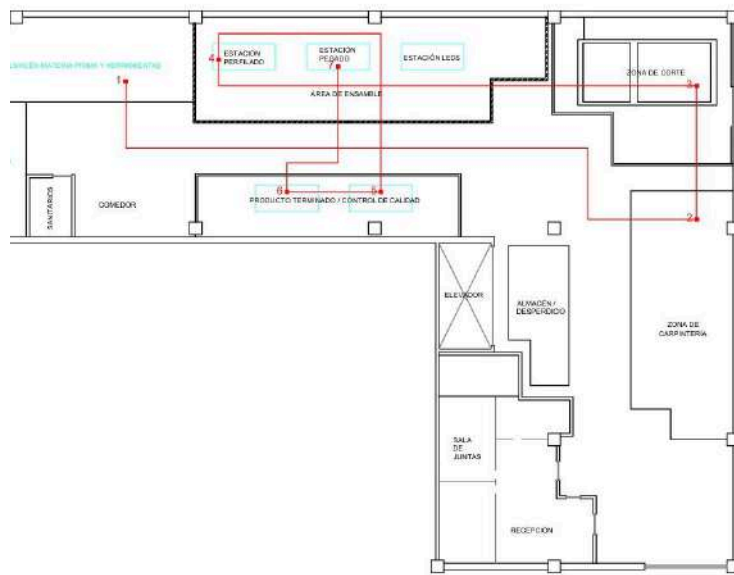 ALMACÉN MATERIA PRIMA Y HERRAMIENTAS
1
4
ESTACIÓN
PERFILADO
ESTACIÓN
PEGADO
7
ESTACIÓN LEDS
ÁREA DE ENSAMBLE
ZONA DE CORTE
3
SANITARIOS
COMEDOR
6
5
PRODUCTO TERMINADO / CONTROL DE CALIDAD
2
ELEVADOR
ALMACÉN /
DESPERDICIO
ZONA DE
CARPINTERÍA
SALA
DE
JUNTAS
RECEPCIÓN